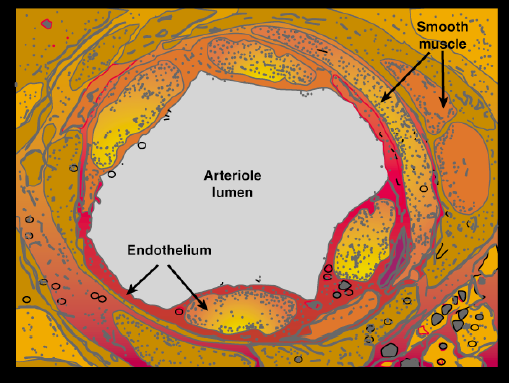 Smooth
muscle
Arteriole
lumen
Endothelium